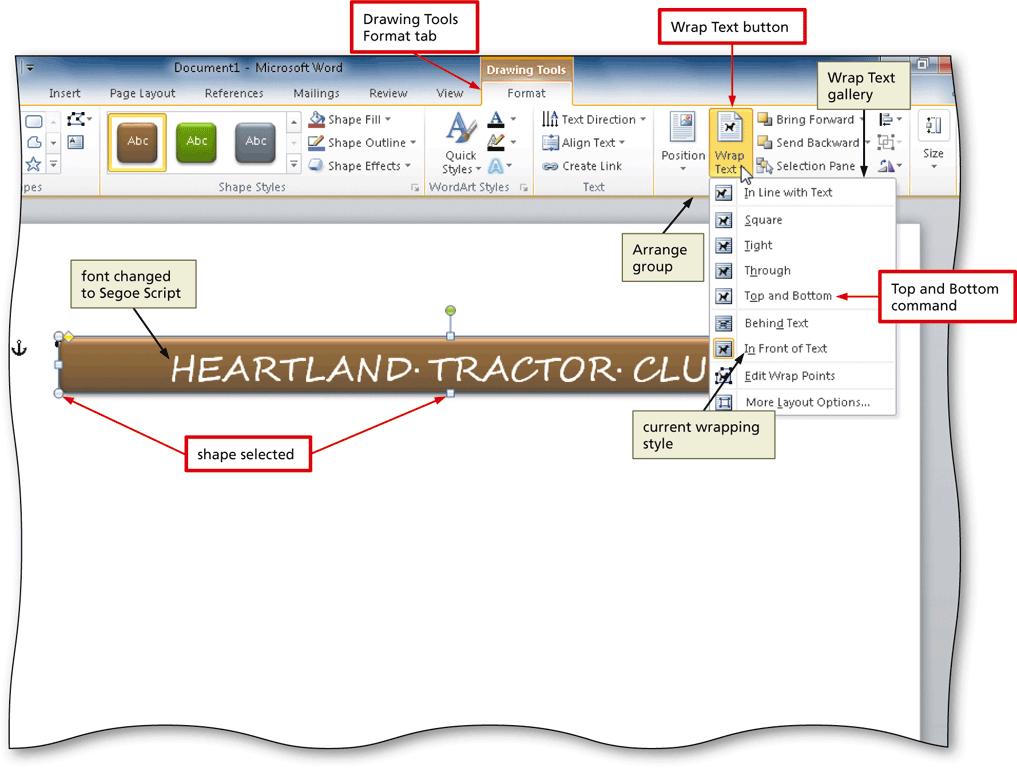 Drawing Tools
Format tab
Wrap Text button
Document1 - Microsoft Word
Drawing Tools
Wrap Text
gallery
Insert
Page Layout
References
Mailings
Review
View
Format
Abc
Abc
Abc
Shape Fill
Shape Outline
Shape Effects
Quick
Styles
Text Direction
Align Text
Create Link
Position
Wrap
Text
Bring Forward
Send Backward
Selection Pane
Size
pes
Shape Styles
WordArt Styles
Text
In Line with Text
Square
Tight
Through
Top and Bottom
Behind Text
In Front of Text
Edit Wrap Points
More Layout Options...
Arrange
group
font changed
to Segoe Script
Top and Bottom
command
HEARTLAND· TRACTOR· CLU
current wrapping
style
shape selected